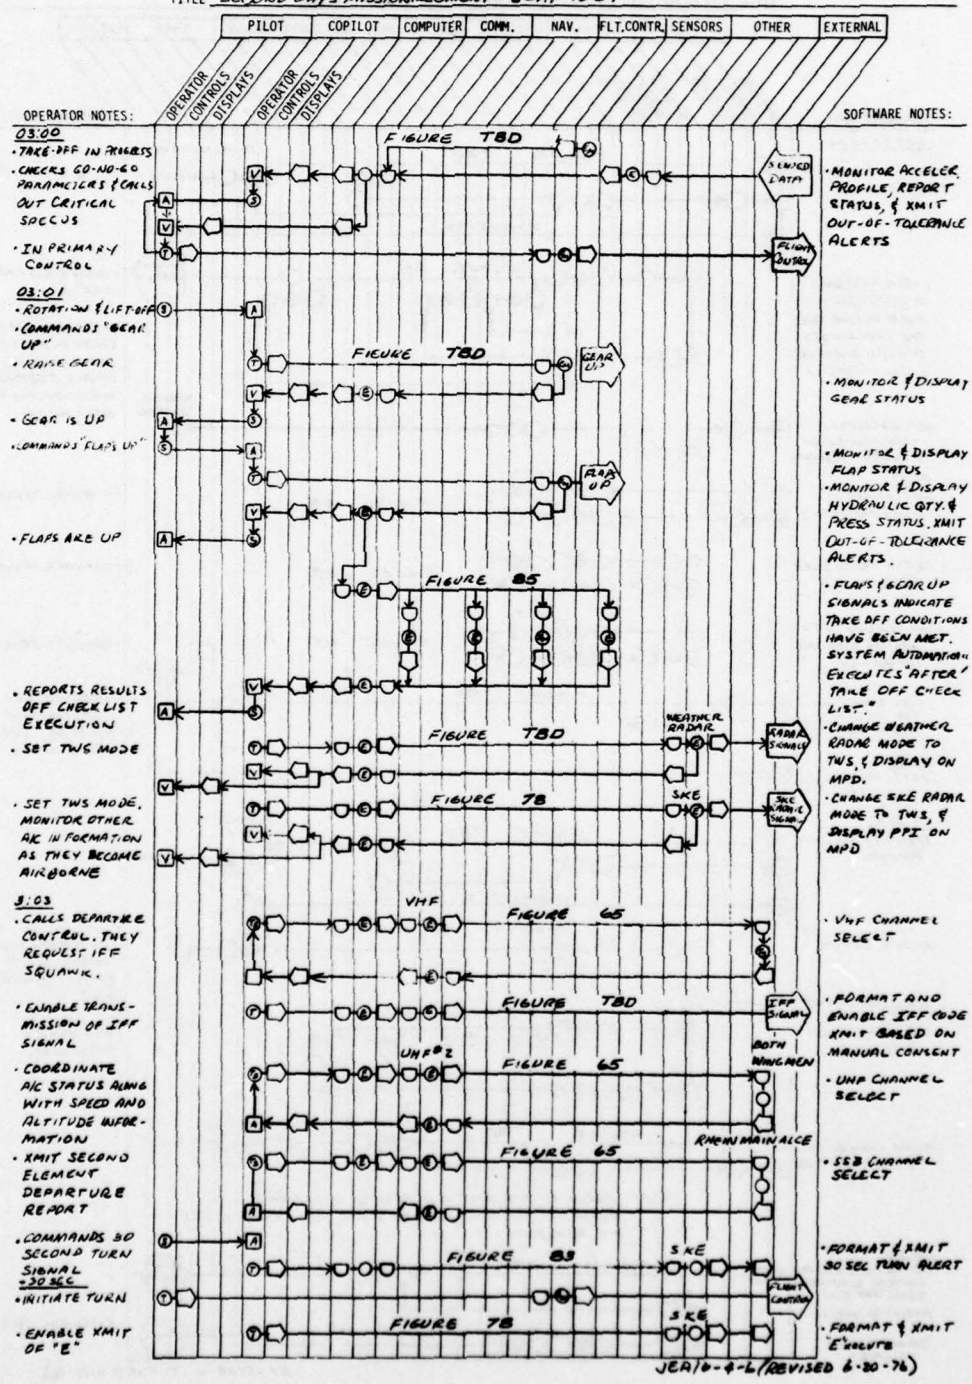 TITLE
PILOT COPILOT COMPUTER COMM. NAV. FLT.CONTR. SENSORS OTHER EXTERNAL
OPERATOR CONTROLS DISPLAYS OPERATOR CONTROLS DISPLAYS
OPERATOR NOTES:
SOFTWARE NOTES:
03:00
• TAKE-OFF IN PROGRESS
• CHECKS GO-NO-GO
PARAMETERS & CALLS
OUT CRITICAL
SPEEDS
• IN PRIMARY
CONTROL
03:01
• ROTATION & LIFT-OFF
• COMMANDS "GEAR
UP"
• RAISE GEAR
• GEAR IS UP
• COMMANDS "FLAPS UP"
• FLAPS ARE UP
• REPORTS RESULTS
OFF CHECK LIST
EXECUTION
• SET TWS MODE
• SET TWS MODE,
MONITOR OTHER
A/C IN FORMATION
AS THEY BECOME
AIRBORNE
3:03
• CALLS DEPARTURE
CONTROL. THEY
REQUEST IFF
SQUAWK.
• ENABLE TRANS-
MISSION OF IFF
SIGNAL
• COORDINATE
A/C STATUS ALONG
WITH SPEED AND
ALTITUDE INFOR-
MATION
• XMIT SECOND
ELEMENT
DEPARTURE
REPORT
• COMMANDS 30
SECOND TURN
SIGNAL
-30 SEC
• INITIATE TURN
• ENABLE XMIT
OF "E"
FIGURE TBD
SENSED
DATA
FLIGHT
CONTROL
FIGURE TBD
GEAR
UP
FLAPS
UP
FIGURE 85
WEATHER
RADAR
FIGURE TBD
RADAR
SIGNALS
FIGURE 78
SKE
SKE
RADAR
SIGNAL
VHF
FIGURE 65
FIGURE TBD
IFF
SIGNAL
BOTH
WINGMEN
UHF #2
FIGURE 65
RHEIN MAIN ALCE
FIGURE 65
FIGURE 83
SKE
FLIGHT
CONTROL
FIGURE 78
SKE
• MONITOR ACCELER.
PROFILE, REPORT
STATUS, & XMIT
OUT-OF-TOLERANCE
ALERTS
• MONITOR & DISPLAY
GEAR STATUS
• MONITOR & DISPLAY
FLAP STATUS
• MONITOR & DISPLAY
HYDRAULIC QTY. &
PRESS STATUS. XMIT
OUT-OF-TOLERANCE
ALERTS.
• FLAPS & GEAR UP
SIGNALS INDICATE
TAKE OFF CONDITIONS
HAVE BEEN MET.
SYSTEM
EXECUTES "AFTER
TAKE OFF CHECK
LIST."
• CHANGE WEATHER
RADAR MODE TO
TWS, & DISPLAY ON
MPD.
• CHANGE SKE RADAR
MODE TO TWS, &
DISPLAY PPI ON
MPD
• VHF CHANNEL
SELECT
• FORMAT AND
ENABLE IFF CODE
XMIT BASED ON
MANUAL CONSENT
• UHF CHANNEL
SELECT
• SSB CHANNEL
SELECT
• FORMAT & XMIT
30 SEC TURN ALERT
• FORMAT & XMIT
"E"XECUTE
(REVISED 6-20-76)